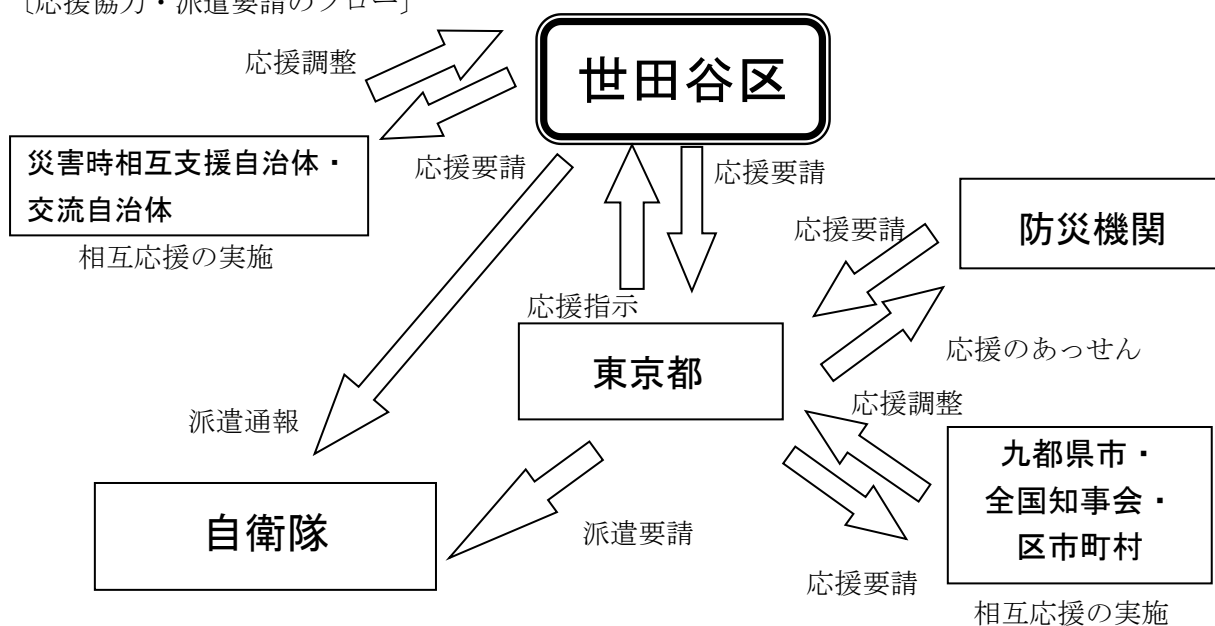 〔応援協力・派遣要請のフロー〕
世田谷区
応援調整
災害時相互支援自治体・
交流自治体
相互応援の実施
応援要請
応援要請
応援要請
防災機関
応援指示
東京都
応援のあっせん
応援調整
派遣通報
九都県市・
全国知事会・
区市町村
自衛隊
派遣要請
応援要請
相互応援の実施